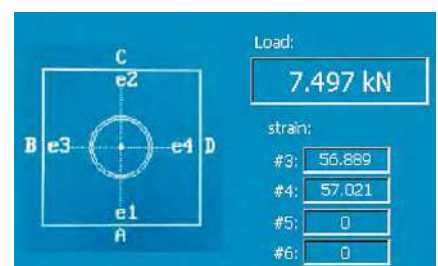 Load:
7.497 kN
C
e2
B e3 e4 D
e1
A
strain:
#3: 56.889
#4: 57.021
#5: 0
#6: 0